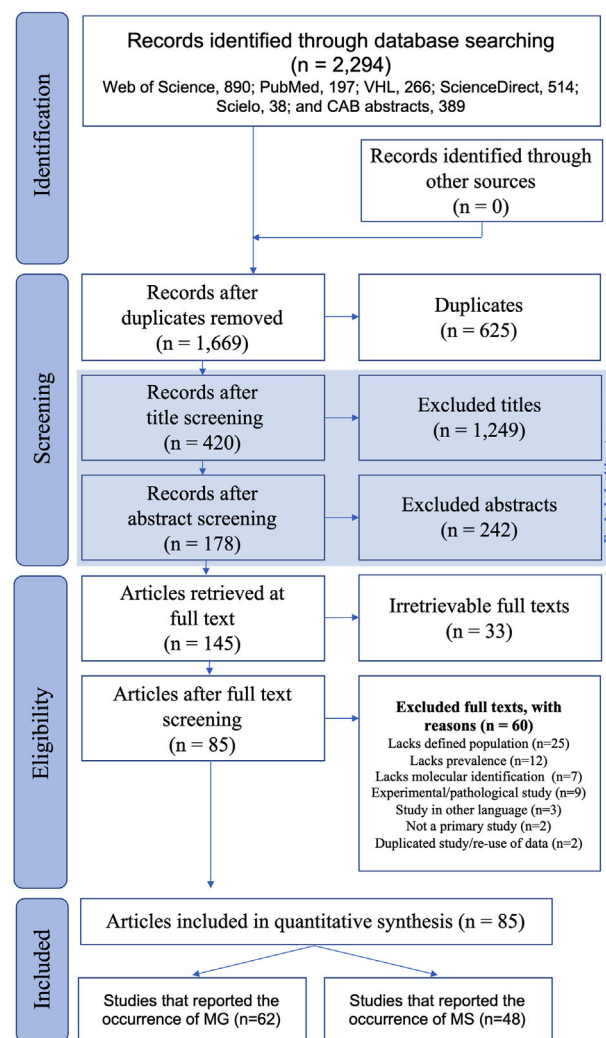 Identification
Records identified through database searching
(n = 2,294)
Web of Science, 890; PubMed, 197; VHL, 266; ScienceDirect, 514;
Scielo, 38; and CAB abstracts, 389
Records identified through
other sources
(n = 0)
Screening
Records after
duplicates removed
(n = 1,669)
Duplicates
(n = 625)
Records after
title screening
(n = 420)
Excluded titles
(n = 1,249)
Records after
abstract screening
(n = 178)
Excluded abstracts
(n = 242)
Eligibility
Articles retrieved at
full text
(n = 145)
Irretrievable full texts
(n = 33)
Articles after full text
screening
(n = 85)
Excluded full texts, with
reasons (n = 60)
Lacks defined population (n=25)
Lacks prevalence (n=12)
Lacks molecular identification (n=7)
Experimental/pathological study (n=9)
Study in other language (n=3)
Not a primary study (n=2)
Duplicated study/re-use of data (n=2)
Included
Articles included in quantitative synthesis (n = 85)
Studies that reported the
occurrence of MG (n=62)
Studies that reported the
occurrence of MS (n=48)